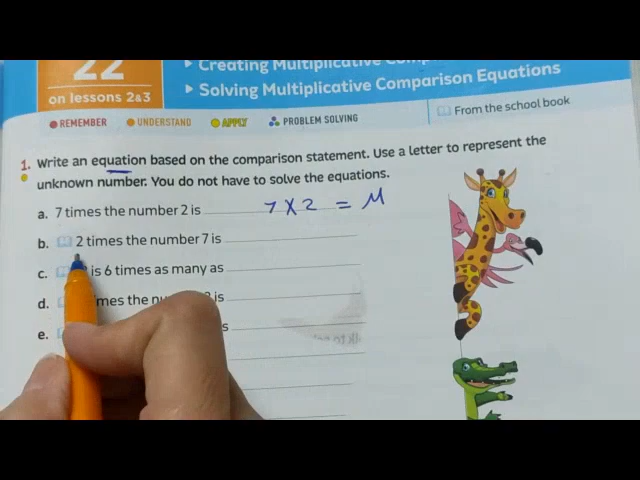 22
on lessons 2&3
▸ Creating Multiplicative
▸ Solving Multiplicative Comparison Equations
REMEMBER UNDERSTAND APPLY PROBLEM SOLVING
From the school book
1. Write an equation based on the comparison statement. Use a letter to represent the
unknown number. You do not have to solve the equations.
a. 7 times the number 2 is 7 X 2 = M
b. 2 times the number 7 is
c. is 6 times as many as
d. the is
e.